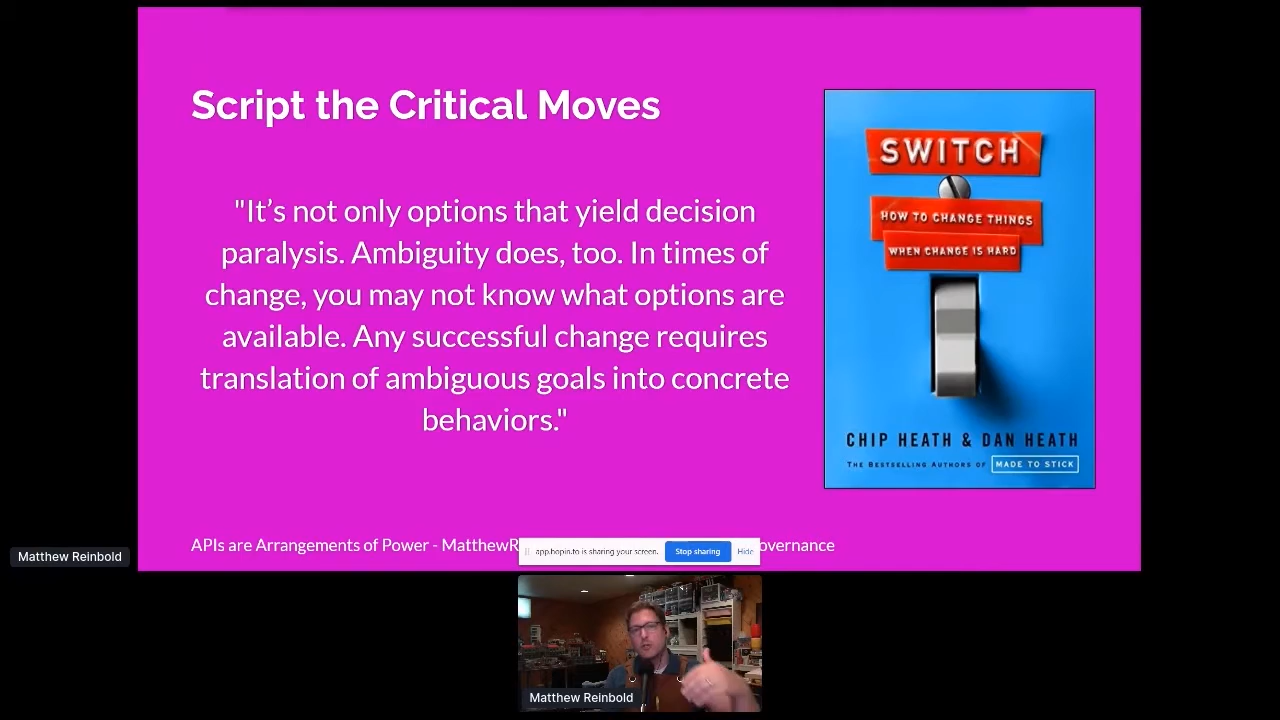 Script the Critical Moves
"It’s not only options that yield decision
paralysis. Ambiguity does, too. In times of
change, you may not know what options are
available. Any successful change requires
translation of ambiguous goals into concrete
behaviors."
SWITCH
HOW TO CHANGE THINGS
WHEN CHANGE IS HARD
CHIP HEATH & DAN HEATH
THE BESTSELLING AUTHORS OF MADE TO STICK
APIs are Arrangements of Power - MatthewR
overnance
app.hopin.to is sharing your screen. Stop sharing Hide
Matthew Reinbold
Matthew Reinbold